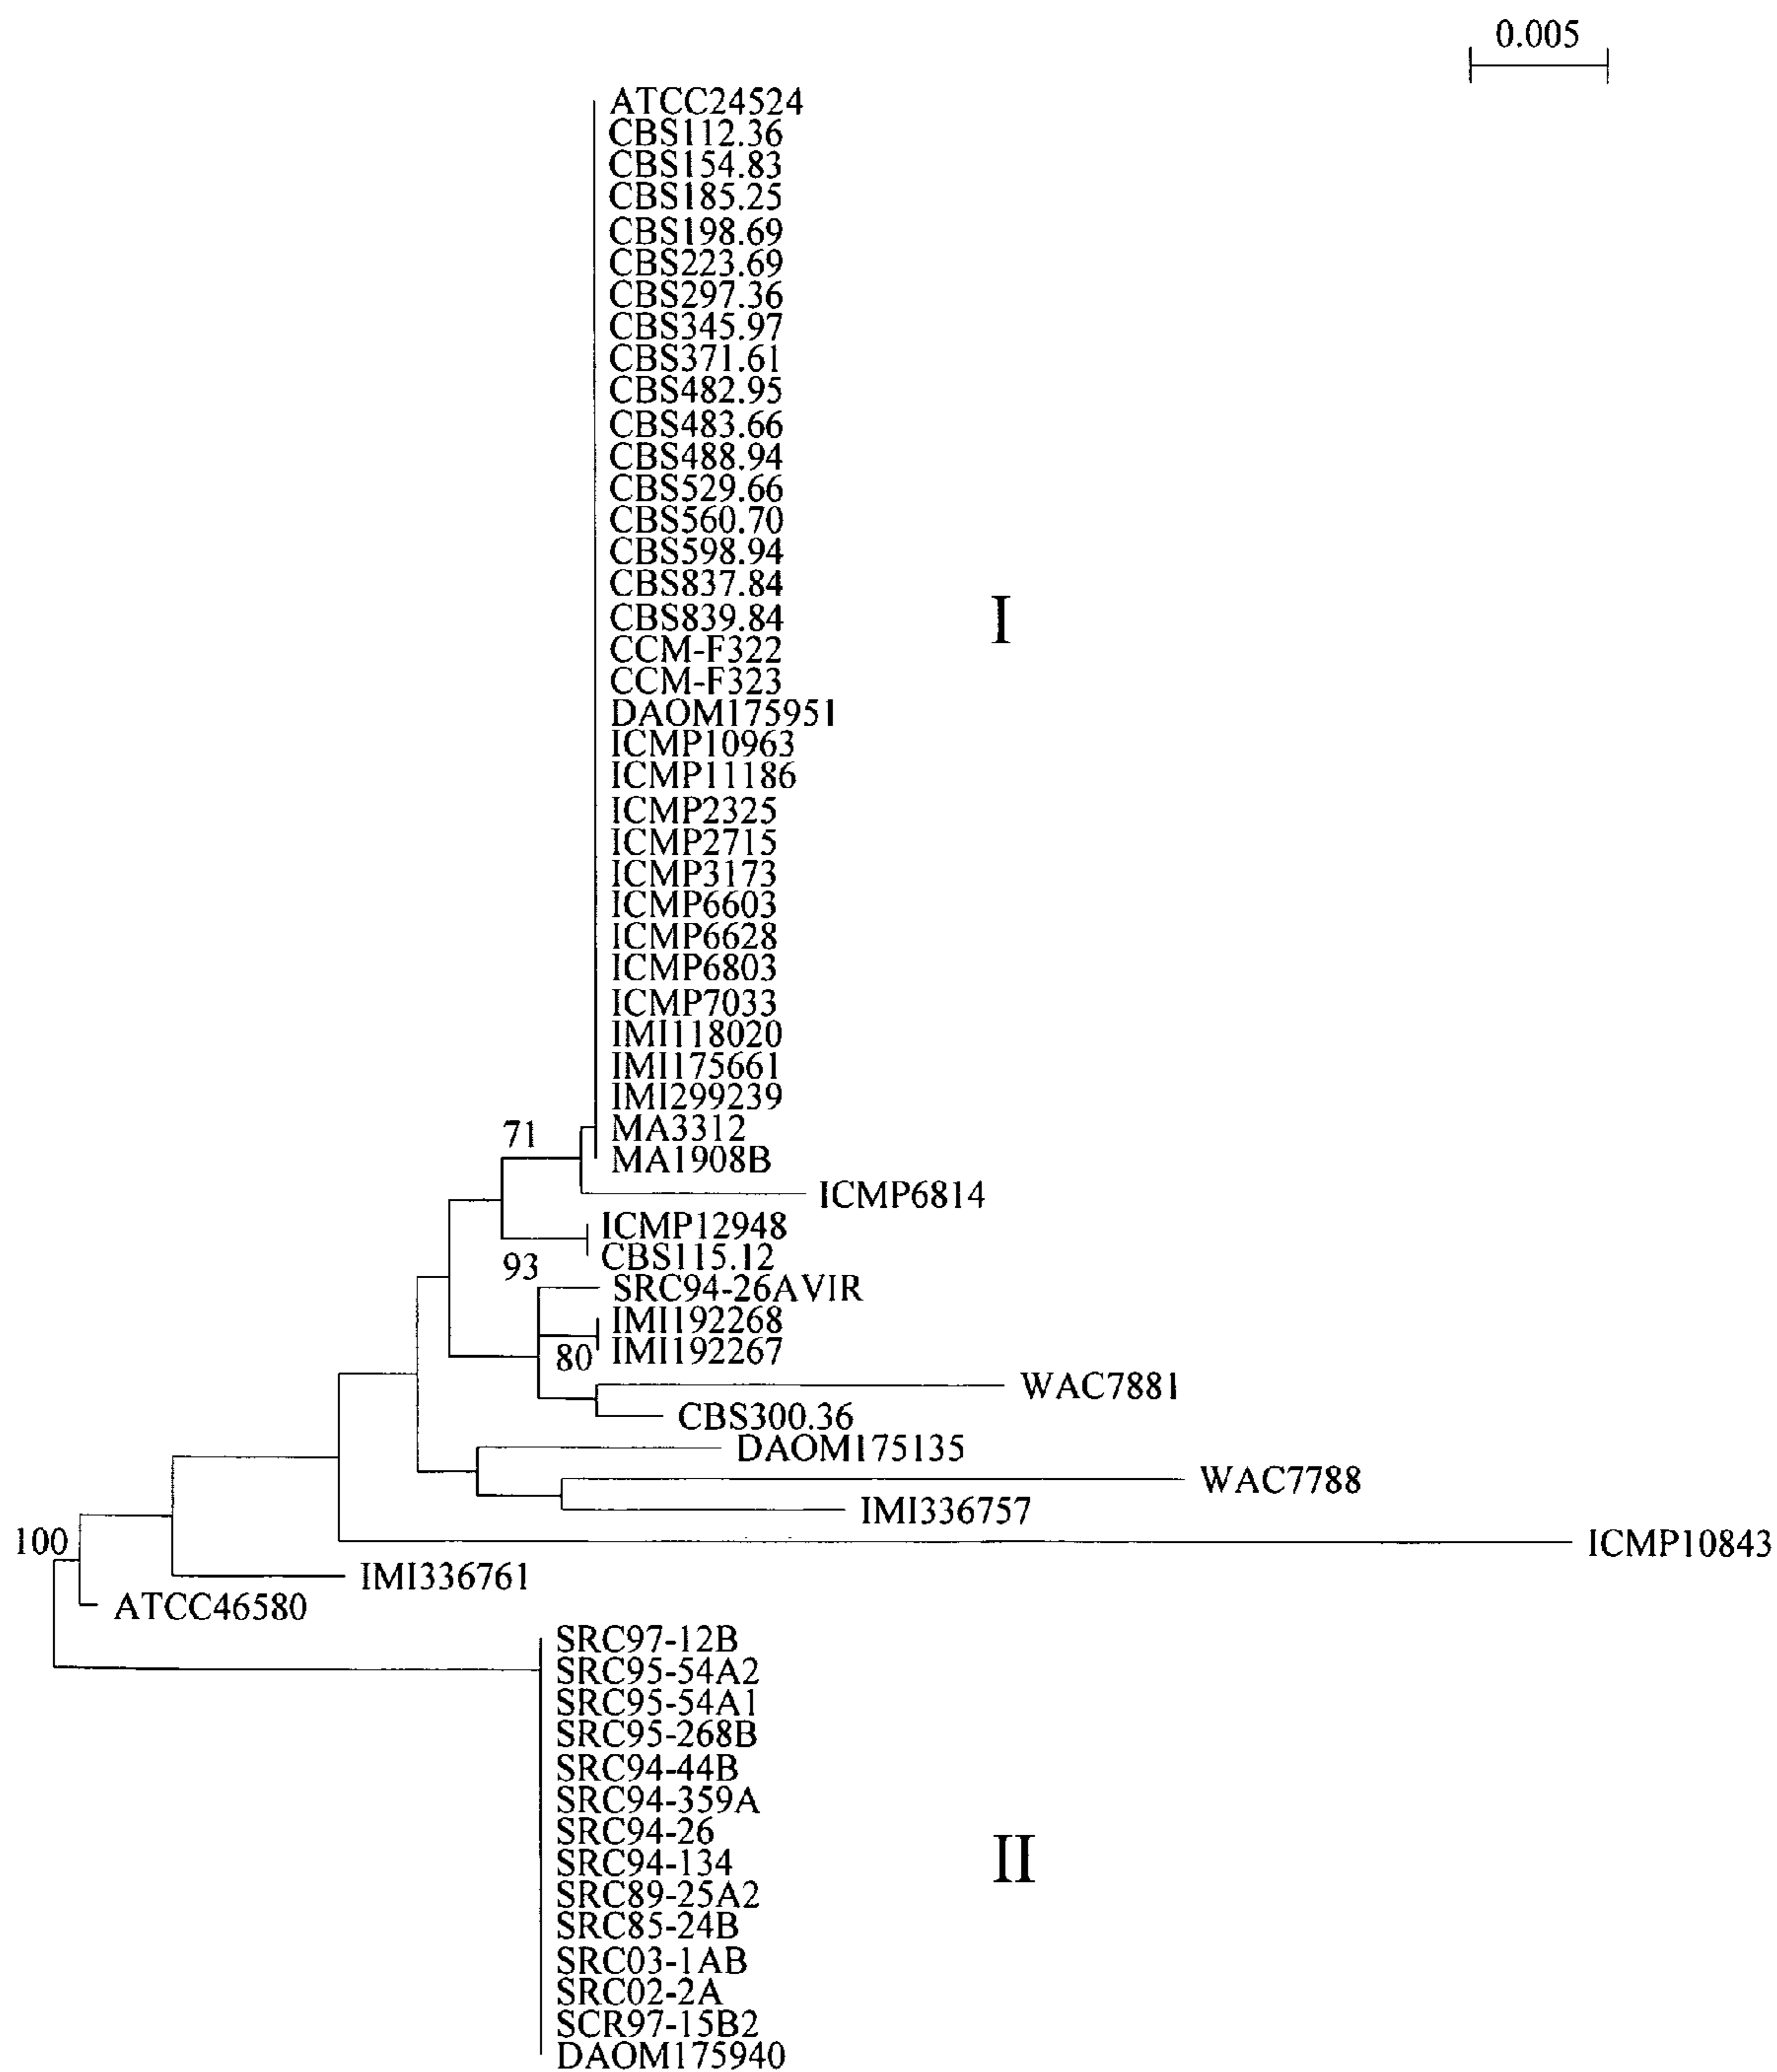 0.005
ATCC24524
CBS112.36
CBS154.83
CBS185.25
CBS198.69
CBS223.69
CBS297.36
CBS345.97
CBS371.61
CBS482.95
CBS483.66
CBS488.94
CBS529.66
CBS560.70
CBS598.94
CBS837.84
CBS839.84
I
CCM-F322
CCM-F323
DAOM175951
ICMP10963
ICMP11186
ICMP2325
ICMP2715
ICMP3173
ICMP6603
ICMP6628
ICMP6803
ICMP7033
IMI118020
IMI175661
IMI299239
MA3312
71
MA1908B
ICMP6814
ICMP12948
CBS115.12
93
SRC94-26AVIR
IMI192268
IMI192267
80
WAC7881
CBS300.36
DAOM175135
WAC7788
IMI336757
ICMP10843
100
IMI336761
ATCC46580
SRC97-12B
SRC95-54A2
SRC95-54A1
SRC95-268B
SRC94-44B
SRC94-359A
SRC94-26
II
SRC94-134
SRC89-25A2
SRC85-24B
SRC03-1AB
SRC02-2A
SCR97-15B2
DAOM175940